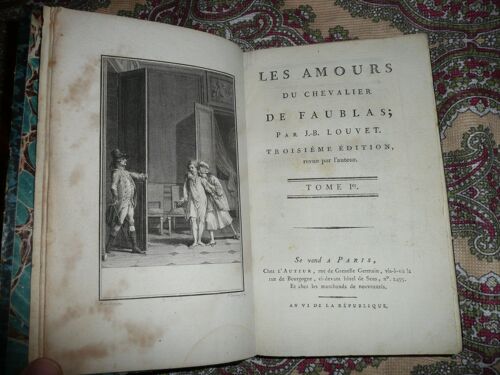 LES AMOURS
DU CHEVALIER
DE FAUBLAS;
PAR J.-B. LOUVET.
TROISIÉME ÉDITION,
revue par l'auteur.
TOME Ier.
Se vend A PARIS,
Chez L'AUTEUR, rue de Grenelle Germain, vis-à-vis la
rue de Bourgogne, ci-devant hôtel de Sens, n°. 1495.
Et chez les marchands de nouveautés.
AN VI DE LA RÉPUBLIQUE.